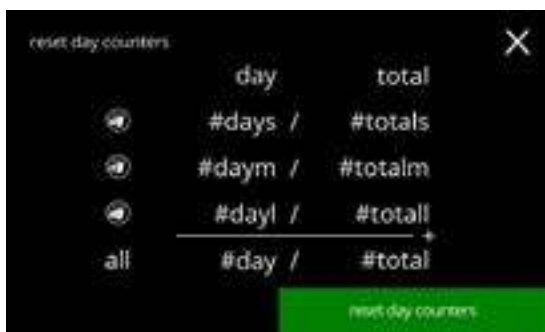 reset day counters
day total
#days / #totals
#daym / #totalm
#dayl / #totall
+
all #day / #total
reset day counters